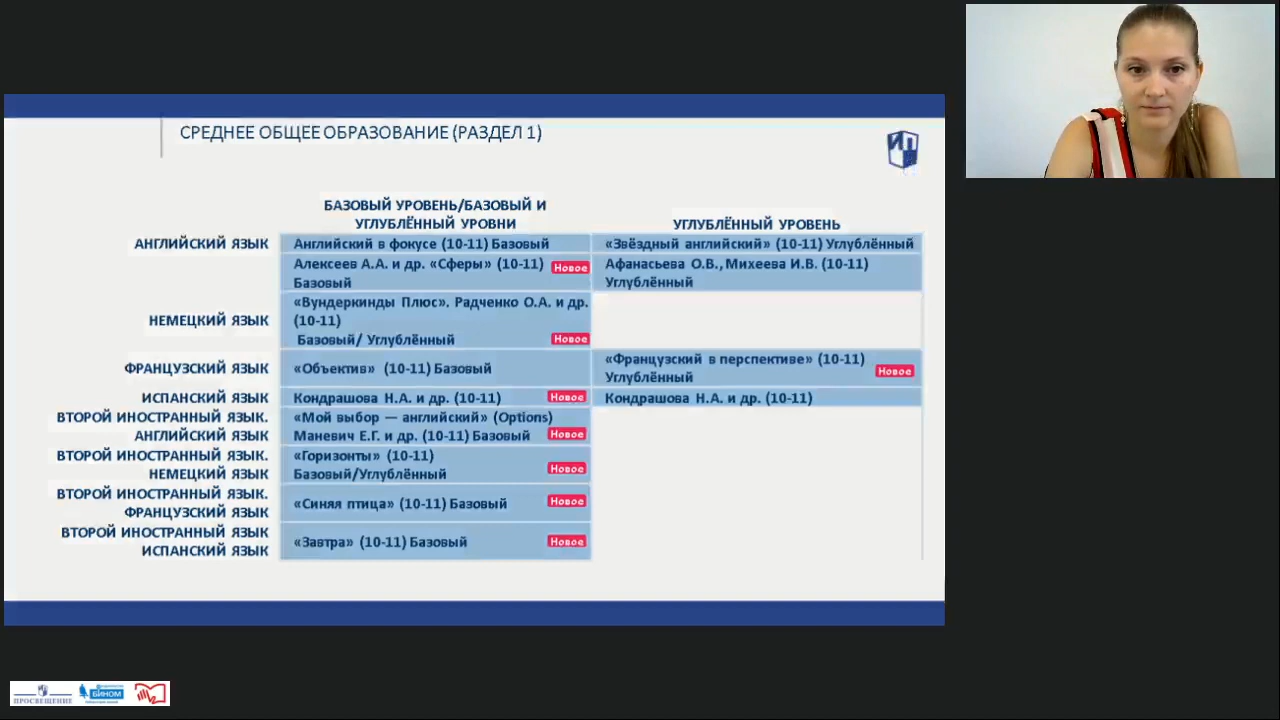 СРЕДНЕЕ ОБЩЕЕ ОБРАЗОВАНИЕ (РАЗДЕЛ 1)
ИП
БАЗОВЫЙ УРОВЕНЬ/БАЗОВЫЙ И
УГЛУБЛЁННЫЙ УРОВНИ
УГЛУБЛЁННЫЙ УРОВЕНЬ
АНГЛИЙСКИЙ ЯЗЫК
Английский в фокусе (10-11) Базовый
«Звёздный английский» (10-11) Углублённый
Алексеев А.А. и др. «Сферы» (10-11)
Базовый
Новое
Афанасьева О.В., Михеева И.В. (10-11)
Углублённый
НЕМЕЦКИЙ ЯЗЫК
«Вундеркинды Плюс». Радченко О.А. и др.
(10-11)
Базовый/ Углублённый
Новое
ФРАНЦУЗСКИЙ ЯЗЫК
«Объектив» (10-11) Базовый
«Французский в перспективе» (10-11)
Углублённый
Новое
ИСПАНСКИЙ ЯЗЫК
Кондрашова Н.А. и др. (10-11)
Новое
Кондрашова Н.А. и др. (10-11)
ВТОРОЙ ИНОСТРАННЫЙ ЯЗЫК.
АНГЛИЙСКИЙ ЯЗЫК
«Мой выбор — английский» (Options)
Маневич Е.Г. и др. (10-11) Базовый
Новое
ВТОРОЙ ИНОСТРАННЫЙ ЯЗЫК.
НЕМЕЦКИЙ ЯЗЫК
«Горизонты» (10-11)
Базовый/Углублённый
Новое
ВТОРОЙ ИНОСТРАННЫЙ ЯЗЫК.
ФРАНЦУЗСКИЙ ЯЗЫК
«Синяя птица» (10-11) Базовый
Новое
ВТОРОЙ ИНОСТРАННЫЙ ЯЗЫК
ИСПАНСКИЙ ЯЗЫК
«Завтра» (10-11) Базовый
Новое
ПРОСВЕЩЕНИЕ
БИНОМ